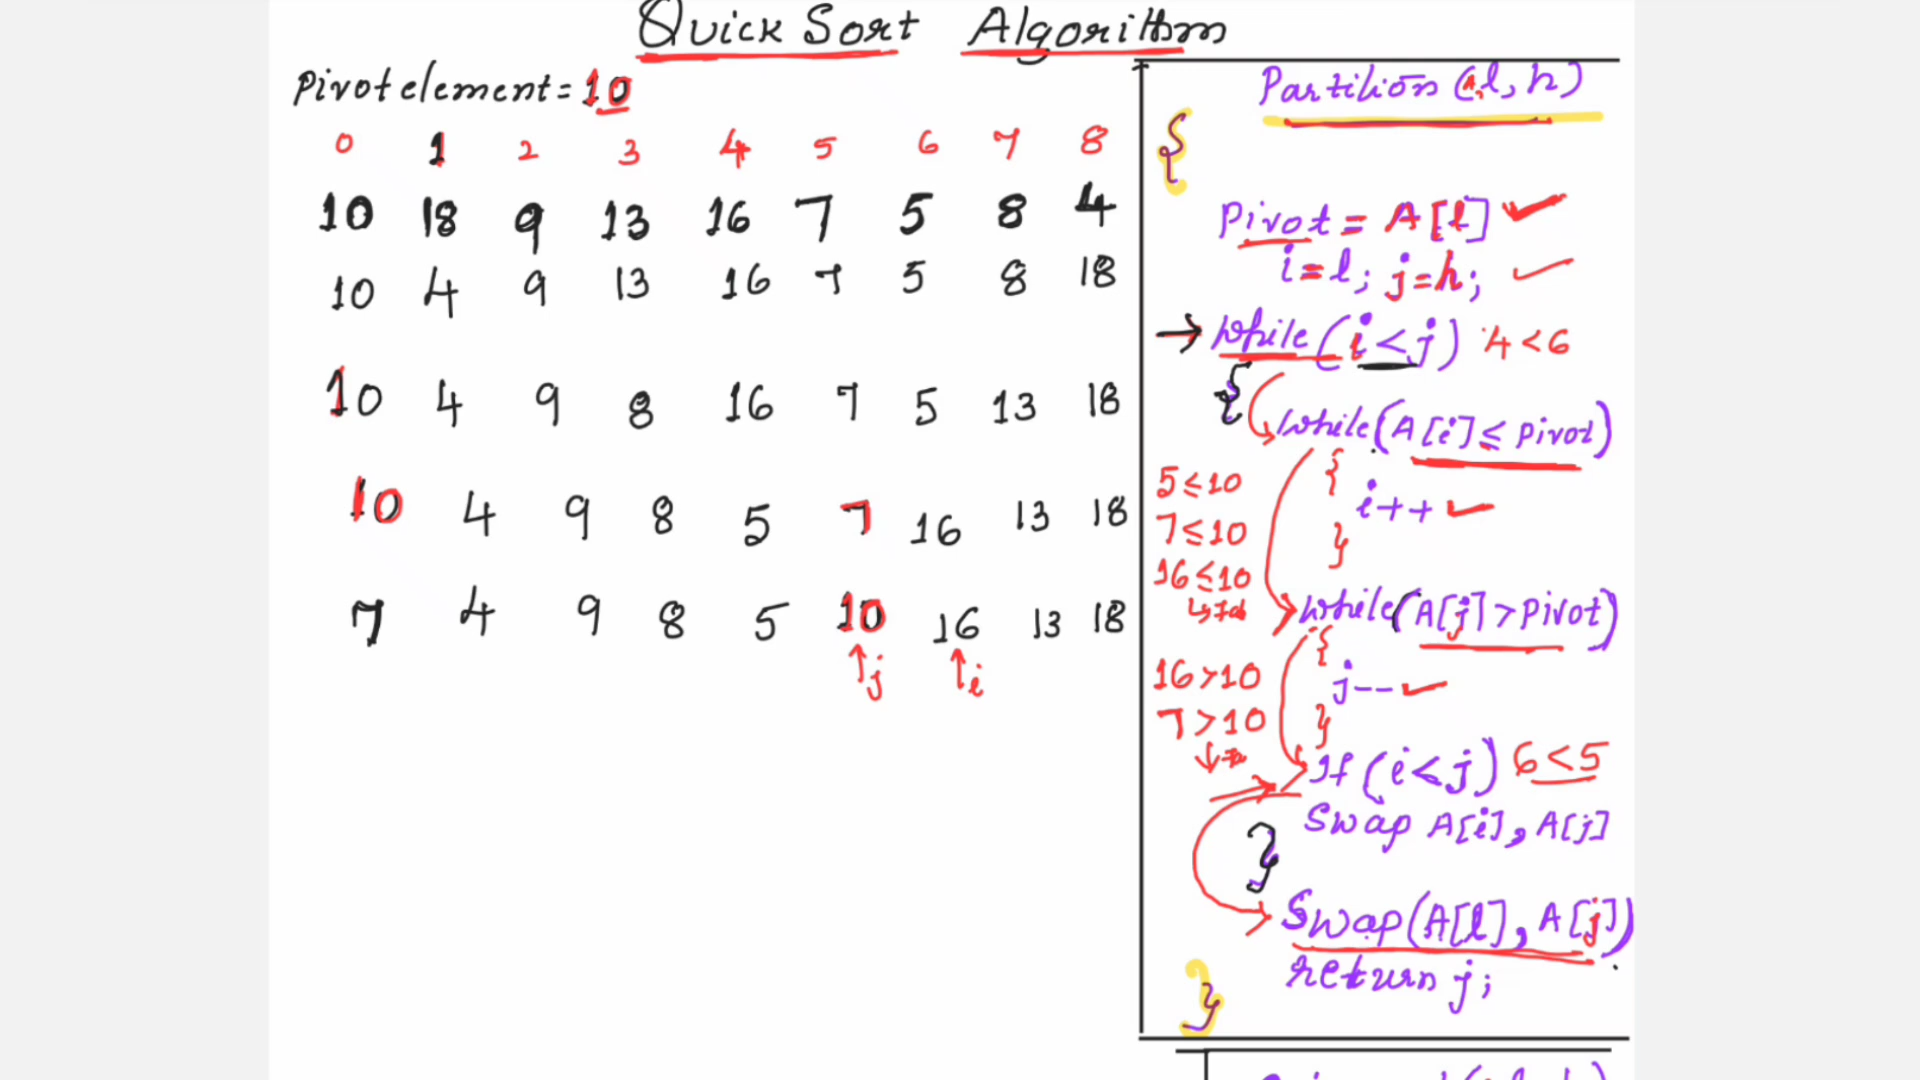 Quick Sort Algorithm
Pivot element = 10
0 1 2 3 4 5 6 7 8
10 18 9 13 16 7 5 8 4
10 4 9 13 16 7 5 8 18
10 4 9 8 16 7 5 13 18
10 4 9 8 5 7 16 13 18
7 4 9 8 5 10 16 13 18
↑j ↑i
Partition (A, l, h)
{
Pivot = A[l] ✓
i = l; j = h; ✓
→ while (i < j) 4 < 6
{
while (A[i] ≤ pivot)
{
5 ≤ 10
i++ ✓
7 ≤ 10
}
16 ≤ 10
while (A[j] > pivot)
{
16 > 10
j-- ✓
7 > 10
}
If (i < j) 6 < 5
Swap A[i], A[j]
}
Swap (A[l], A[j])
return j;
}